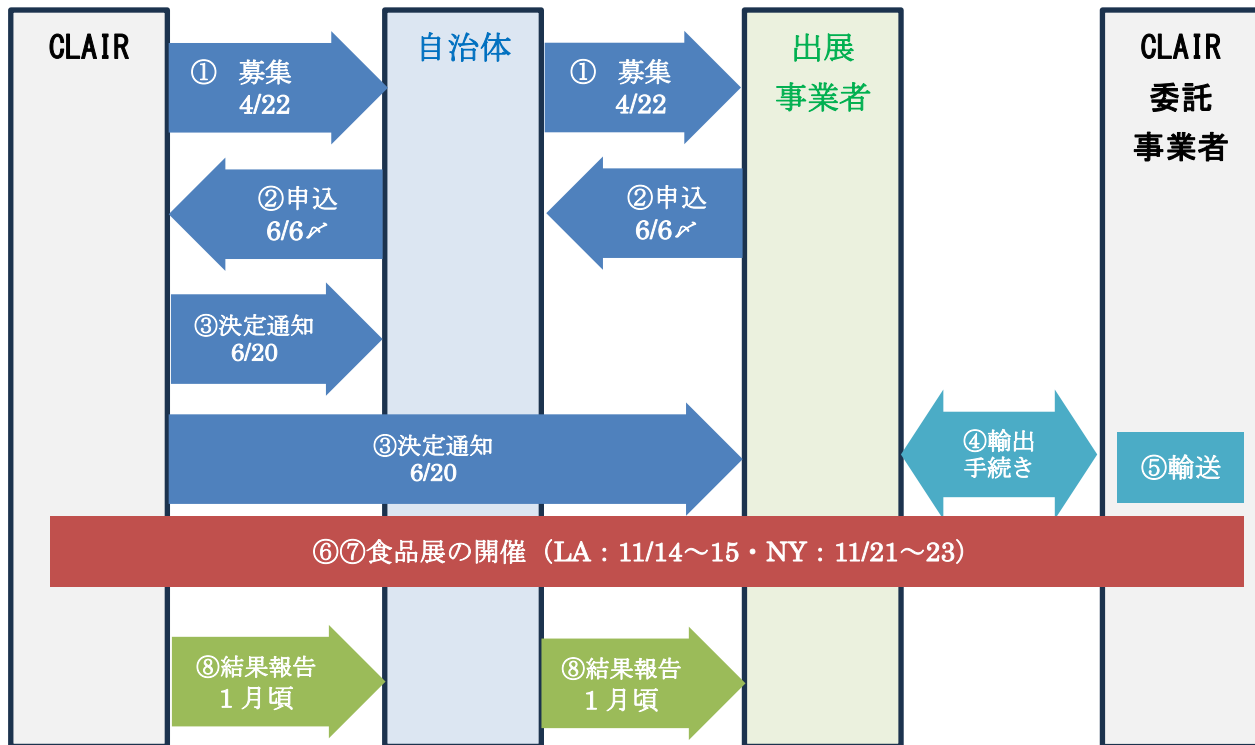 CLAIR
自治体
出展
事業者
CLAIR
委託
事業者
① 募集
4/22
① 募集
4/22
②申込
6/6〆
②申込
6/6〆
③決定通知
6/20
③決定通知
6/20
④輸出
手続き
⑤輸送
⑥⑦食品展の開催（LA：11/14～15・NY：11/21～23）
⑧結果報告
１月頃
⑧結果報告
１月頃